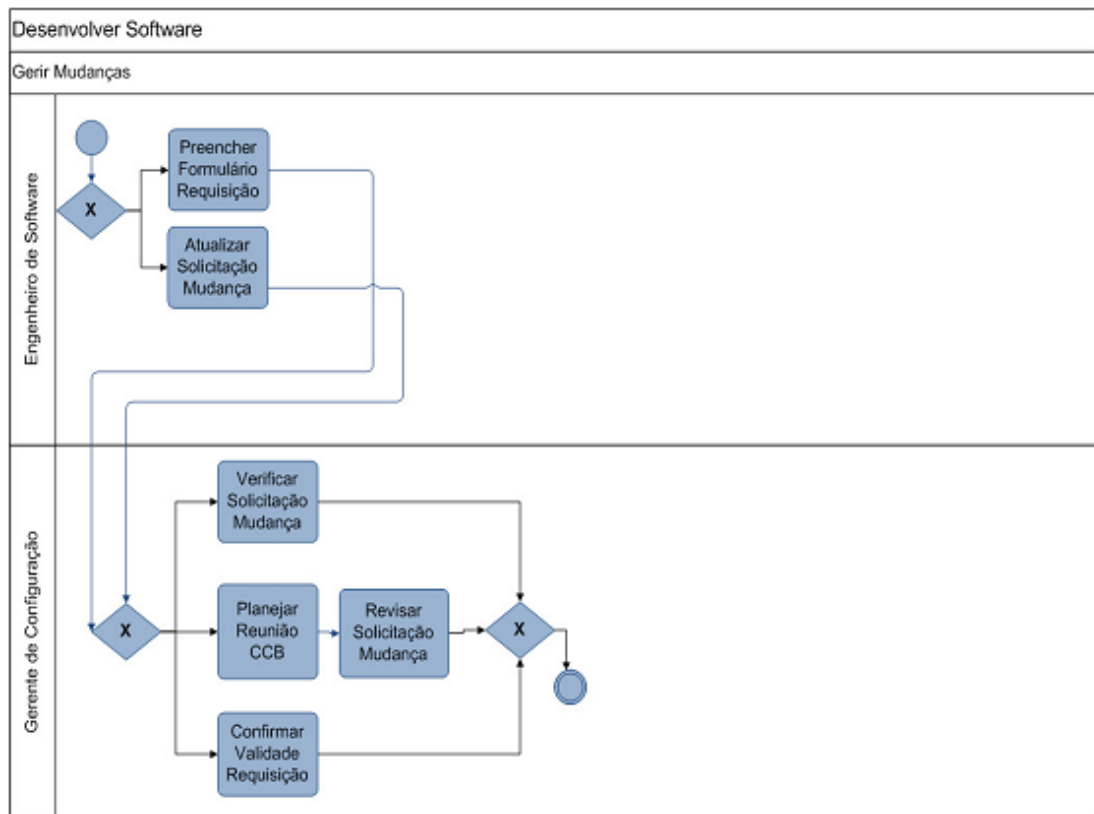 Desenvolver Software
Gerir Mudanças
Engenheiro de Software
X
Preencher
Formulário
Requisição
Atualizar
Solicitação
Mudança
Gerente de Configuração
X
Verificar
Solicitação
Mudança
Planejar
Reunião
CCB
Revisar
Solicitação
Mudança
Confirmar
Validade
Requisição
X